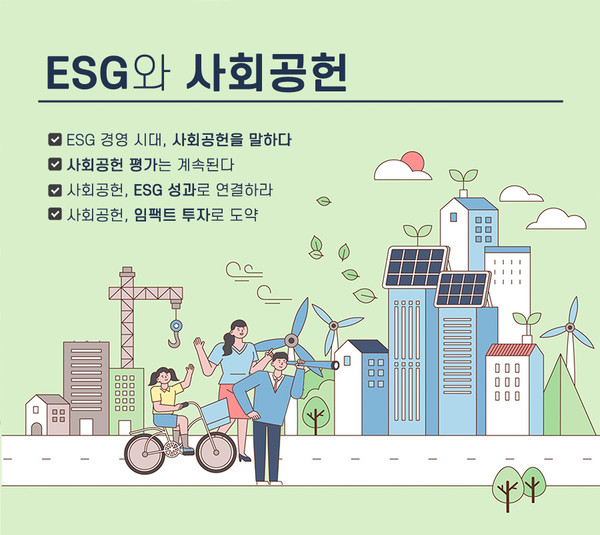 ESG와 사회공헌
ESG 경영 시대, 사회공헌을 말하다
사회공헌 평가는 계속된다
사회공헌, ESG 성과로 연결하라
사회공헌, 임팩트 투자로 도약